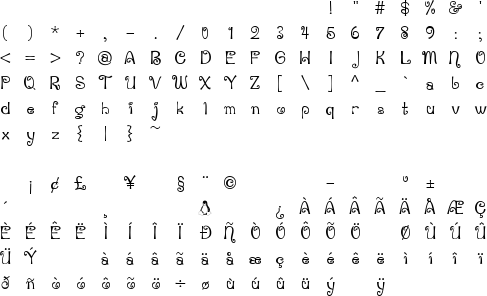 ! " # $ % & '
( ) * + , - . / 0 1 2 3 4 5 6 7 8 9 : ;
< = > ? @ A B C D E F G H I J K L M N O
P Q R S T U V W X Y Z [ \ ] ^ _ ` a b c
d e f g h i j k l m n o p q r s t u v w
x y z { | } ~
¡ ¢ £ ¥ § ¨ © – º ±
´ ¸ ¿ À Á Â Ã Ä Å Æ Ç
È É Ê Ë Ì Í Î Ï Ð Ñ Ò Ó Ô Õ Ö Ø Ù Ú Û
Ü Ý à á â ã ä å æ ç è é ê ë ì í î ï
ð ñ ò ó ô õ ö ÷ ø ù ú û ü ý ÿ